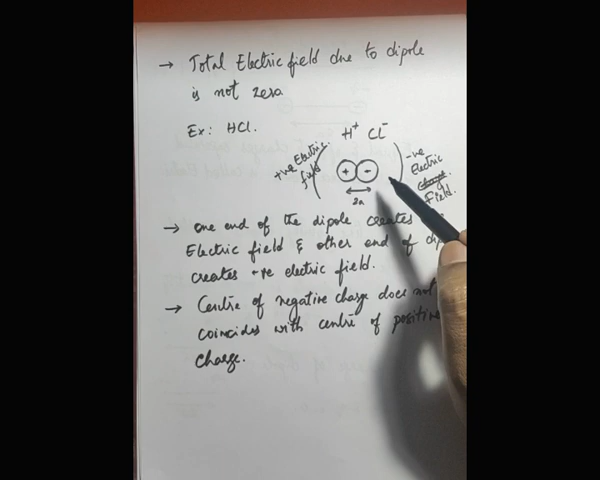 → Total Electric field due to dipole
is not zero
Ex: HCl.
H⁺ Cl⁻
+ve Electric
field
+ -
2a
-ve
Electric
Field.
→ one end of the dipole creates
Electric field & other end of
creates +ve electric field.
→ Centre of negative charge does not
coincides with centre of positive
charge.